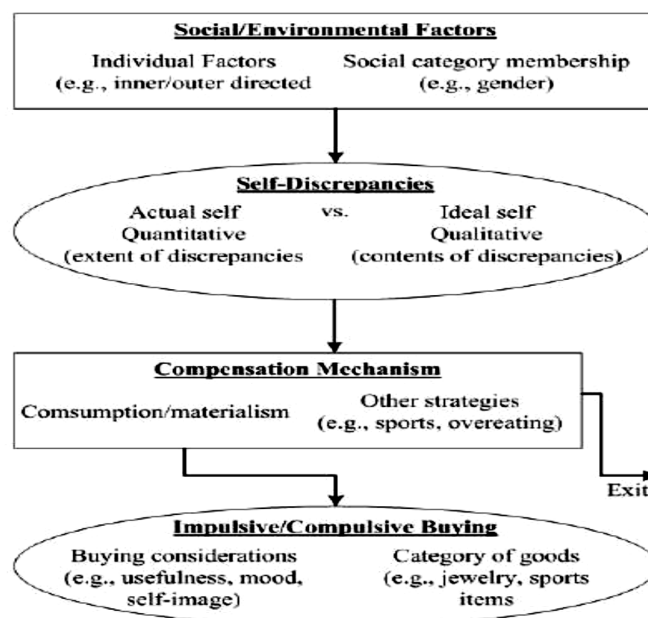 Social/Environmental Factors
Individual Factors
(e.g., inner/outer directed
Social category membership
(e.g., gender)
Self-Discrepancies
Actual self
Quantitative
(extent of discrepancies
vs.
Ideal self
Qualitative
(contents of discrepancies)
Compensation Mechanism
Comsumption/materialism
Other strategies
(e.g., sports, overeating)
Exit
Impulsive/Compulsive Buying
Buying considerations
(e.g., usefulness, mood,
self-image)
Category of goods
(e.g., jewelry, sports
items